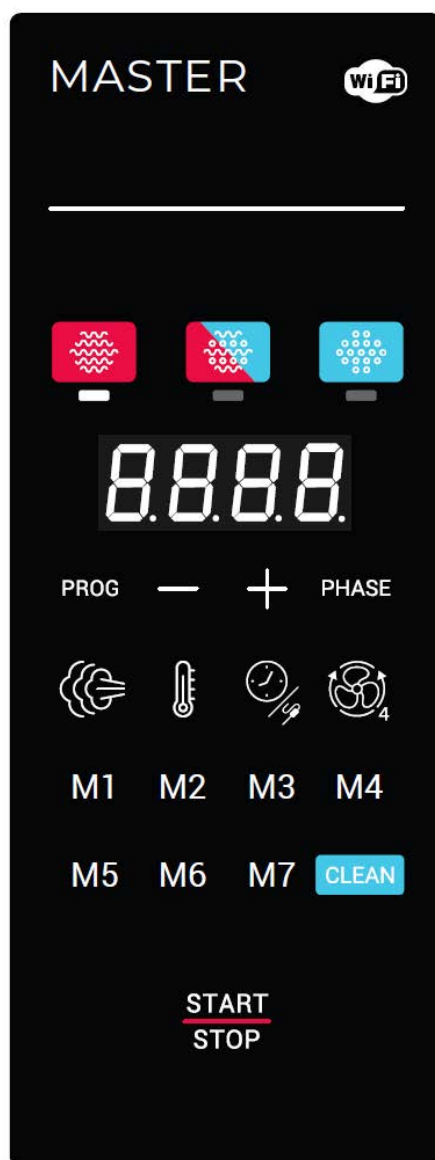 MASTER WiFi
8.8.8.8.
PROG − + PHASE
4
M1 M2 M3 M4
M5 M6 M7 CLEAN
START
STOP